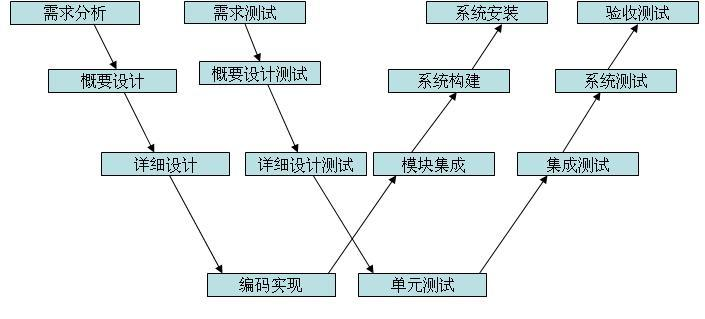 需求分析
需求测试
系统安装
验收测试
概要设计
概要设计测试
系统构建
系统测试
详细设计
详细设计测试
模块集成
集成测试
编码实现
单元测试